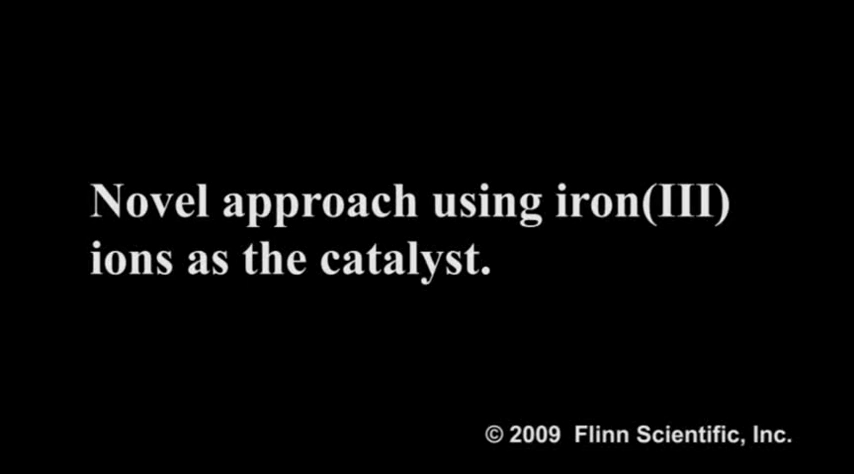 Novel approach using iron(III)
ions as the catalyst.
© 2009 Flinn Scientific, Inc.